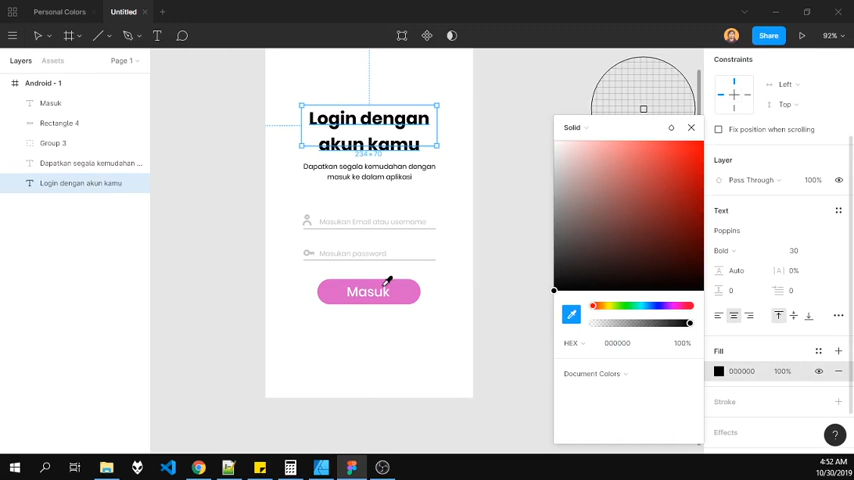 Personal Colors
Untitled
Share
92%
Layers
Assets
Page 1
Android - 1
Masuk
Rectangle 4
Group 3
Dapatkan segala kemudahan ...
Login dengan akun kamu
Login dengan
akun kamu
234 × 70
Dapatkan segala kemudahan dengan
masuk ke dalam aplikasi
Masukan Email atau username
Masukan password
Masuk
Solid
HEX
000000
100%
Document Colors
Constraints
Left
Top
Fix position when scrolling
Layer
Pass Through
100%
Text
Poppins
Bold
30
Auto
0%
0
0
Fill
000000
100%
Stroke
Effects
?
4:52 AM
10/30/2019